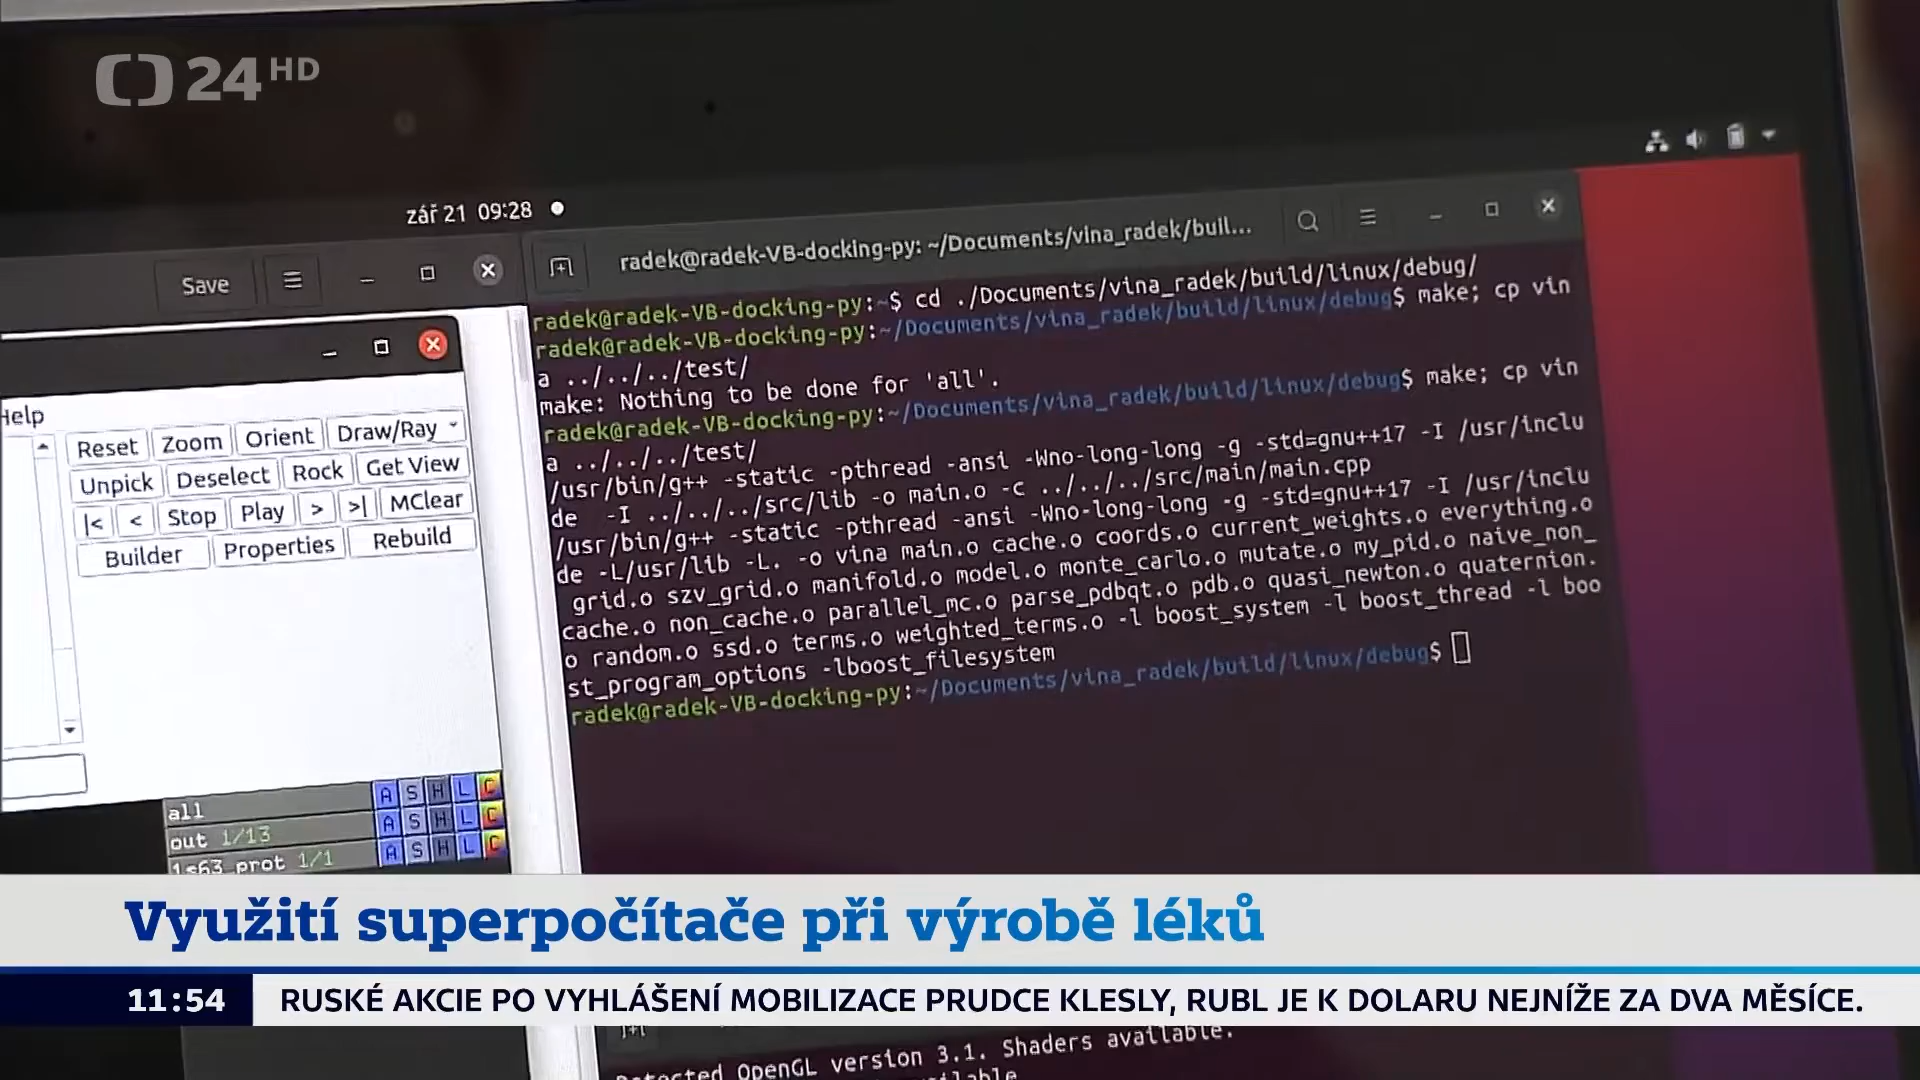 24 HD
zář 21 09:28
Save
radek@radek-VB-docking-py: ~/Documents/vina_radek/buil...
radek@radek-VB-docking-py:~$ cd ./Documents/vina_radek/build/linux/debug/
radek@radek-VB-docking-py:~/Documents/vina_radek/build/linux/debug$ make; cp vin
a ../../../test/
make: Nothing to be done for 'all'.
radek@radek-VB-docking-py:~/Documents/vina_radek/build/linux/debug$ make; cp vin
a ../../../test/
/usr/bin/g++ -static -pthread -ansi -Wno-long-long -g -std=gnu++17 -I /usr/inclu
de -I ../../../src/lib -o main.o -c ../../../src/main/main.cpp
/usr/bin/g++ -static -pthread -ansi -Wno-long-long -g -std=gnu++17 -I /usr/inclu
de -L/usr/lib -L. -o vina main.o cache.o coords.o current_weights.o everything.o
grid.o szv_grid.o manifold.o model.o monte_carlo.o mutate.o my_pid.o naive_non_
cache.o non_cache.o parallel_mc.o parse_pdbqt.o pdb.o quasi_newton.o quaternion.
o random.o ssd.o terms.o weighted_terms.o -l boost_system -l boost_thread -l boo
st_program_options -lboost_filesystem
radek@radek-VB-docking-py:~/Documents/vina_radek/build/linux/debug$
Help
Reset Zoom Orient Draw/Ray
Unpick Deselect Rock Get View
|< < Stop Play > >| MClear
Builder Properties Rebuild
all A S H L C
out 1/13 A S H L C
1s63_prot 1/1 A S H L C
Využití superpočítače při výrobě léků
11:54 RUSKÉ AKCIE PO VYHLÁŠENÍ MOBILIZACE PRUDCE KLESLY, RUBL JE K DOLARU NEJNÍŽE ZA DVA MĚSÍCE.
Detected OpenGL version 3.1. Shaders available.